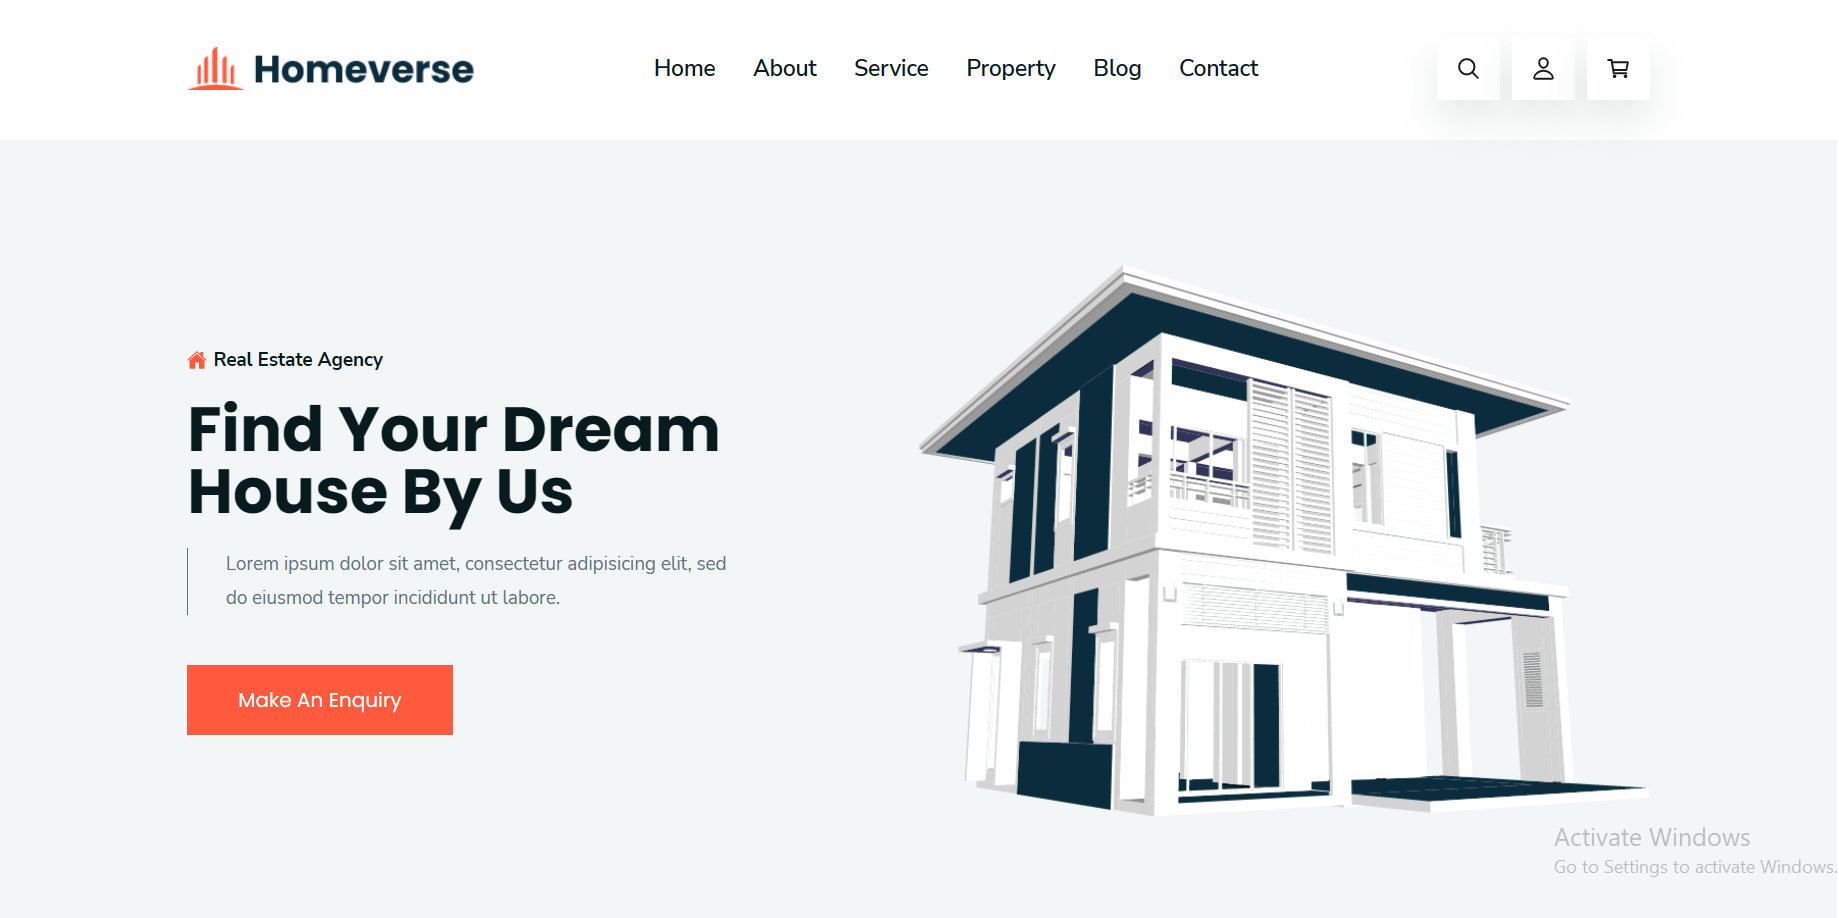 Homeverse
Home About Service Property Blog Contact
Real Estate Agency
Find Your Dream
House By Us
Lorem ipsum dolor sit amet, consectetur adipisicing elit, sed
do eiusmod tempor incididunt ut labore.
Make An Enquiry
Activate Windows
Go to Settings to activate Windows.